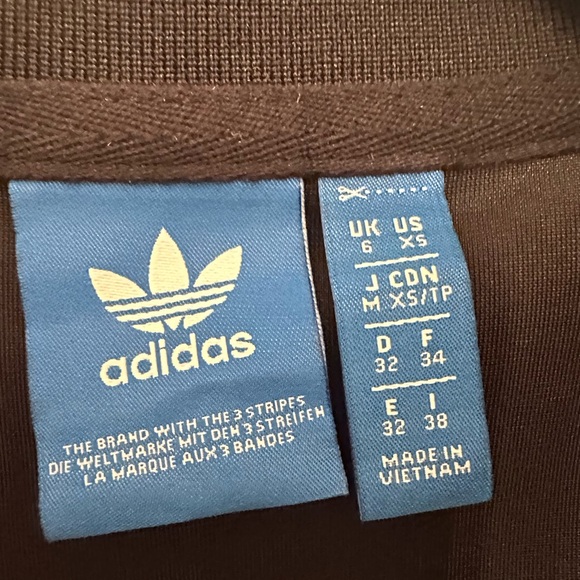 adidas
THE BRAND WITH THE 3 STRIPES
DIE WELTMARKE MIT DEN 3 STREIFEN
LA MARQUE AUX 3 BANDES
UK US
6 XS
J CDN
M XS/TP
D F
32 34
E I
32 38
MADE IN
VIETNAM